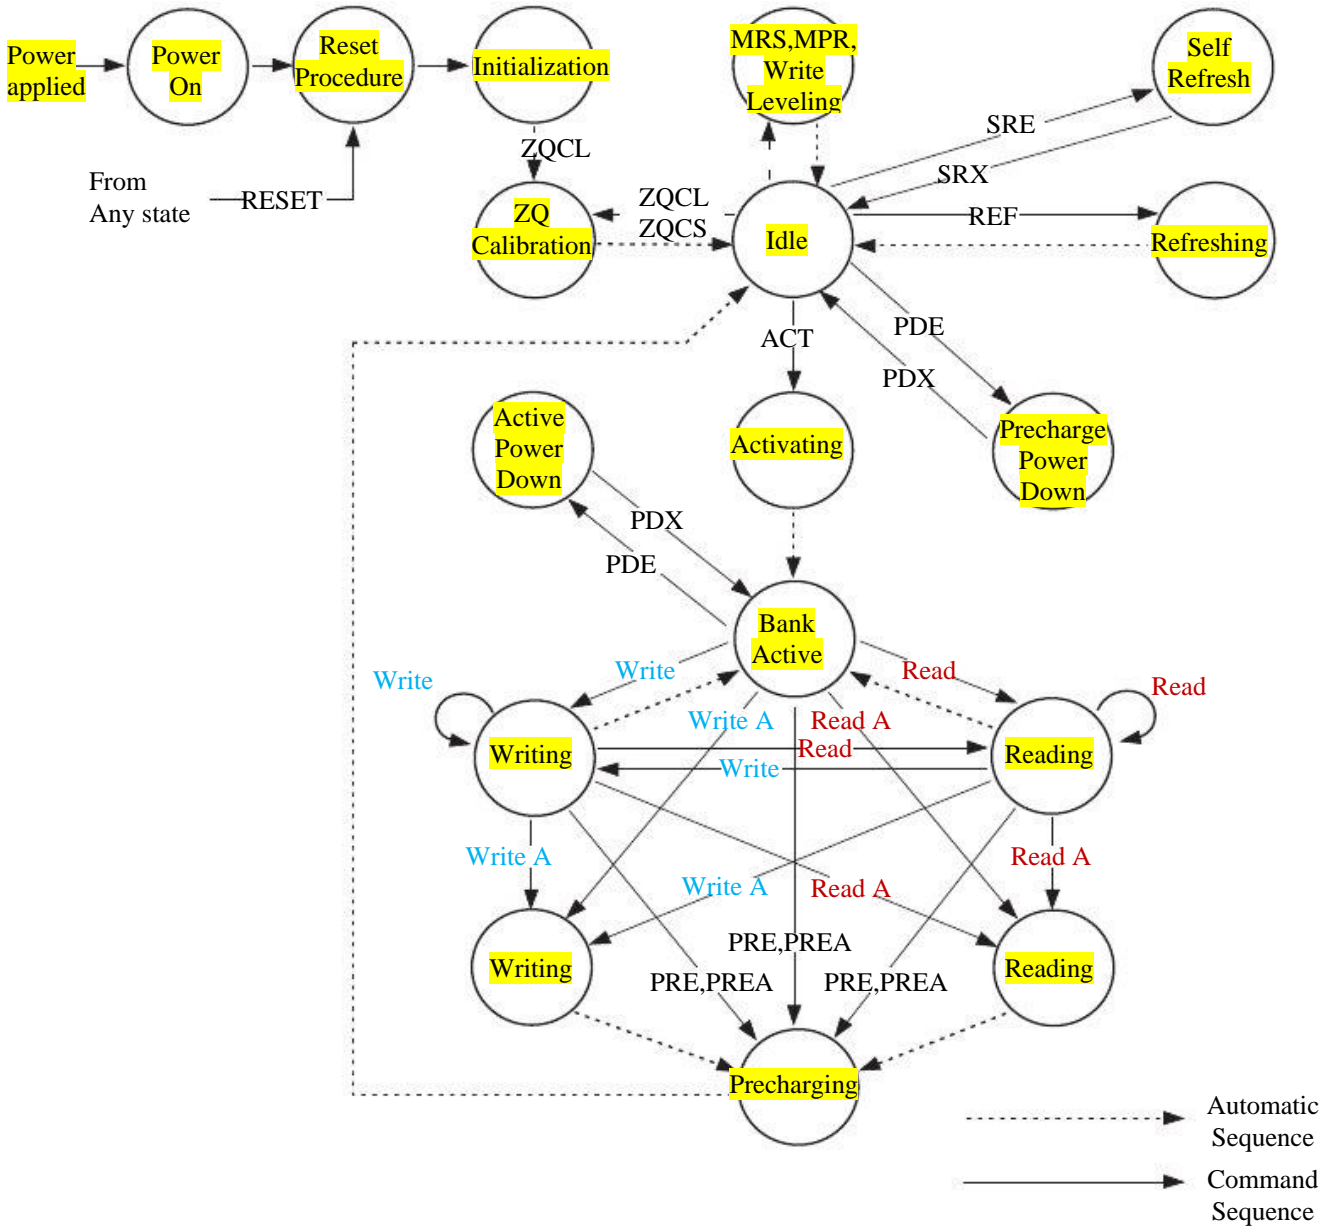 Power
applied
Power
On
Reset
Procedure
Initialization
MRS,MPR,
Write
Leveling
Self
Refresh
From
Any state
RESET
ZQCL
SRE
SRX
ZQ
Calibration
ZQCL
ZQCS
Idle
REF
Refreshing
ACT
PDE
PDX
Active
Power
Down
Activating
Precharge
Power
Down
PDX
PDE
Bank
Active
Write
Write
Read
Read
Write A
Read A
Writing
Read
Write
Reading
Write A
Write A
Read A
Read A
Writing
PRE,PREA
PRE,PREA
PRE,PREA
Reading
Precharging
Automatic
Sequence
Command
Sequence